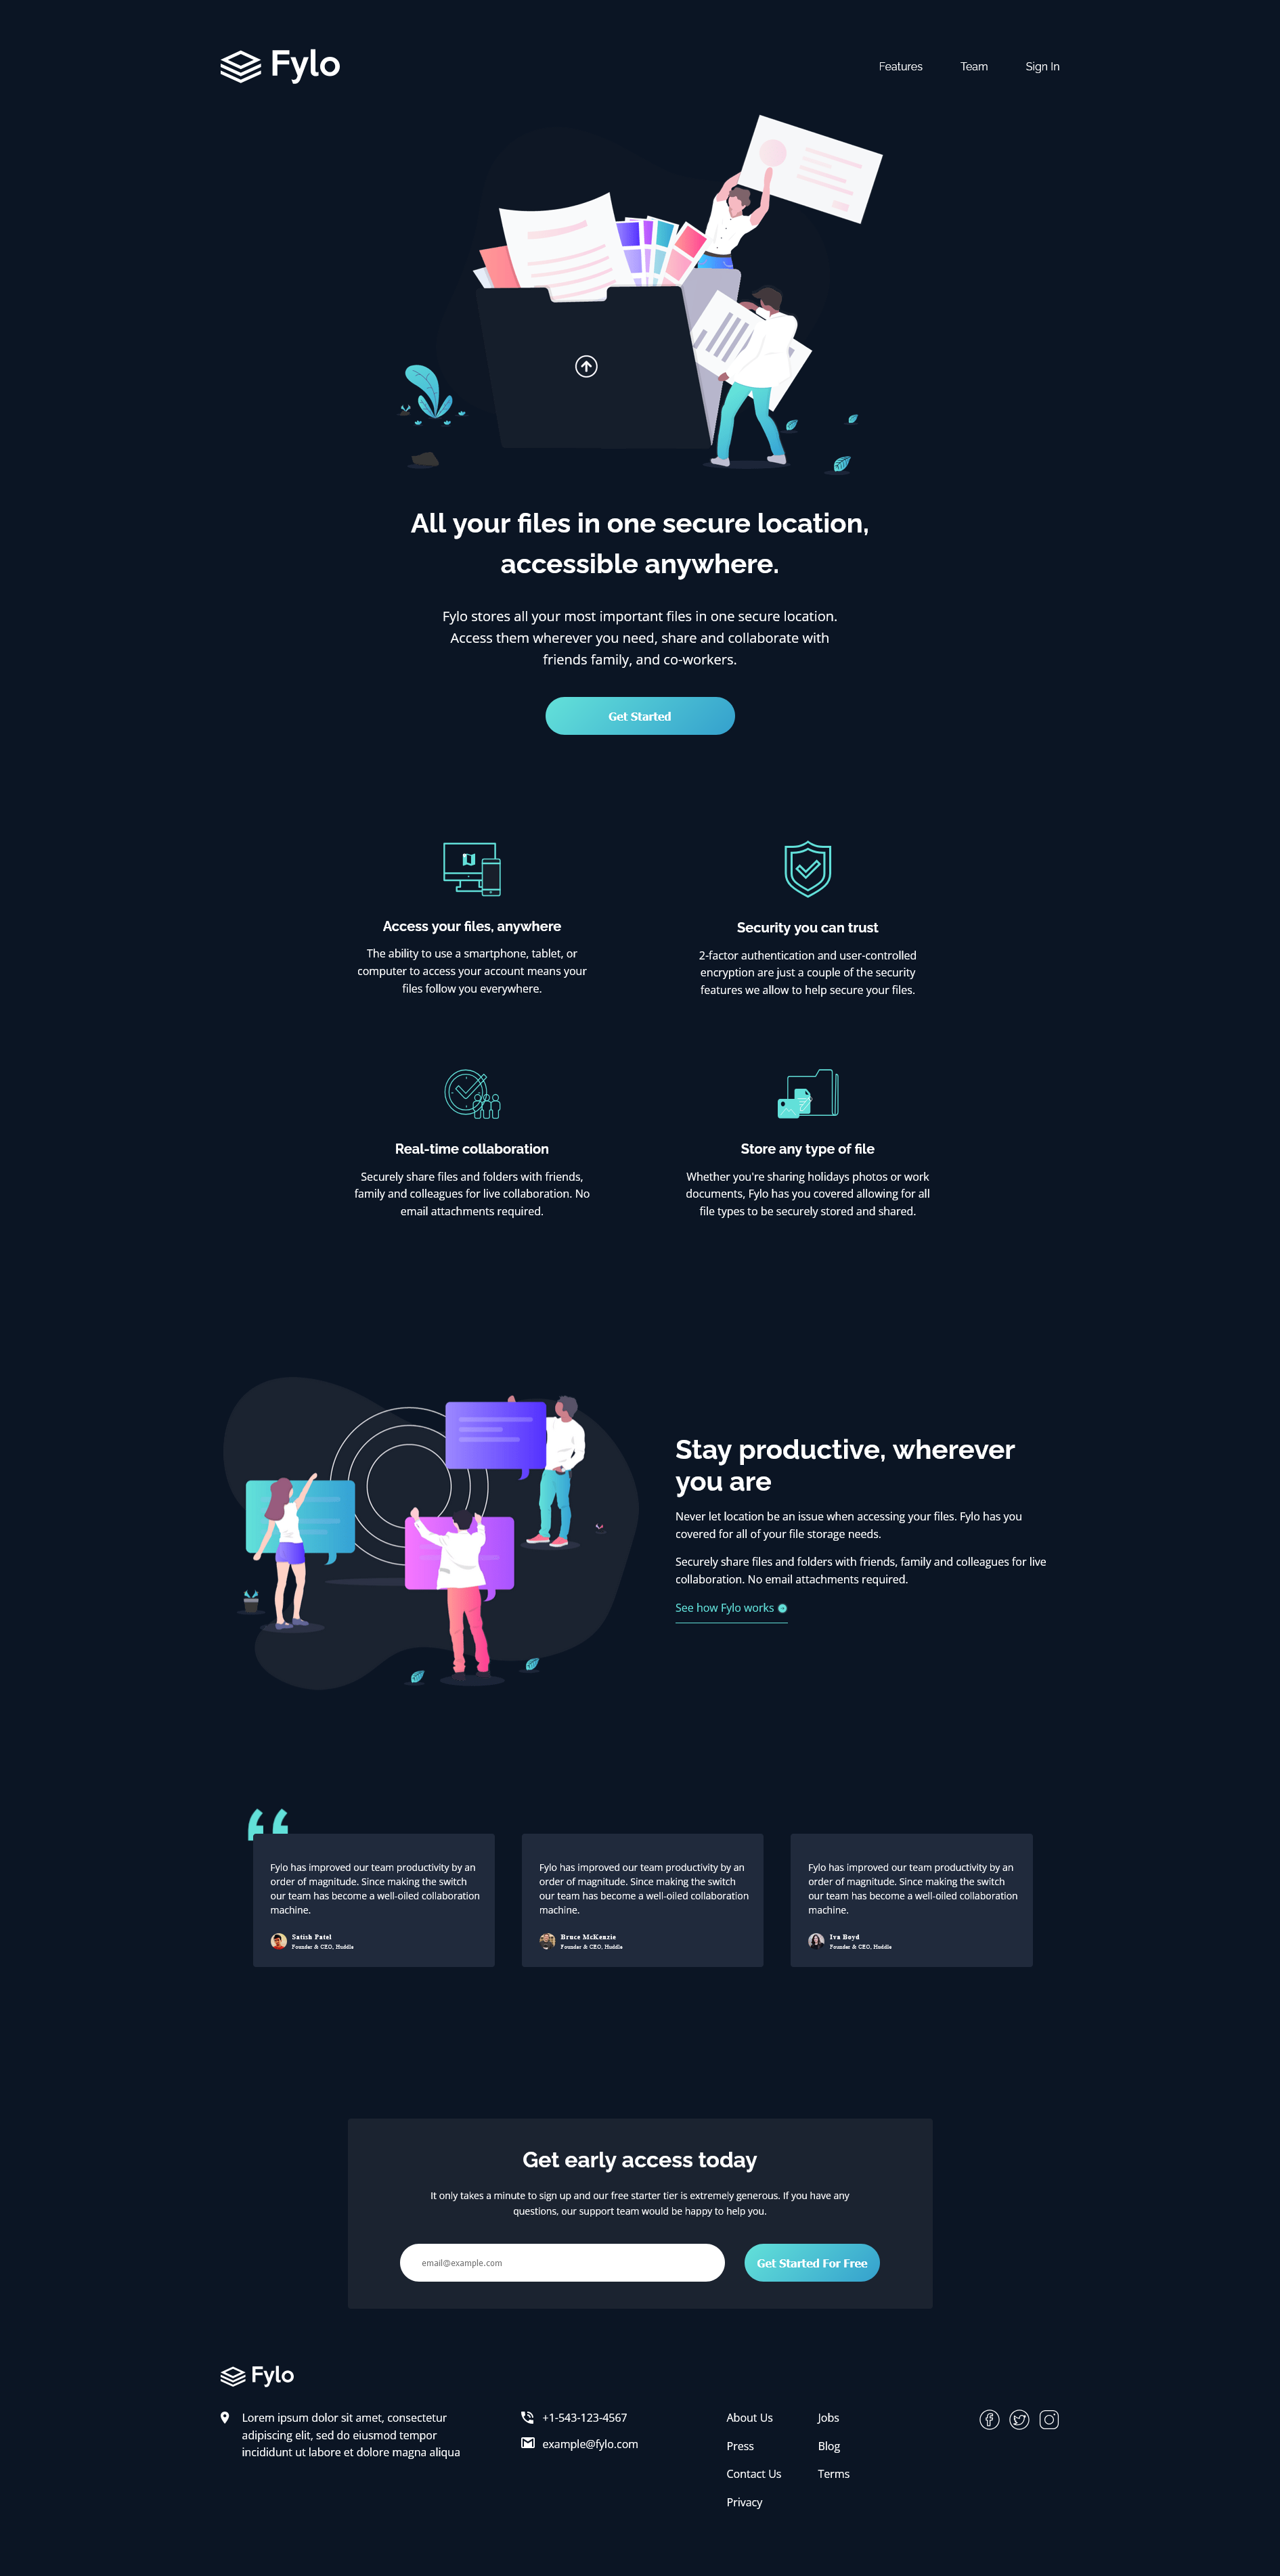 Fylo
Features
Team
Sign In
All your files in one secure location,
accessible anywhere.
Fylo stores all your most important files in one secure location.
Access them wherever you need, share and collaborate with
friends family, and co-workers.
Get Started
Access your files, anywhere
The ability to use a smartphone, tablet, or
computer to access your account means your
files follow you everywhere.
Security you can trust
2-factor authentication and user-controlled
encryption are just a couple of the security
features we allow to help secure your files.
Real-time collaboration
Securely share files and folders with friends,
family and colleagues for live collaboration. No
email attachments required.
Store any type of file
Whether you're sharing holidays photos or work
documents, Fylo has you covered allowing for all
file types to be securely stored and shared.
Stay productive, wherever
you are
Never let location be an issue when accessing your files. Fylo has you
covered for all of your file storage needs.
Securely share files and folders with friends, family and colleagues for live
collaboration. No email attachments required.
See how Fylo works
Fylo has improved our team productivity by an
order of magnitude. Since making the switch
our team has become a well-oiled collaboration
machine.
Satish Patel
Founder & CEO, Huddle
Fylo has improved our team productivity by an
order of magnitude. Since making the switch
our team has become a well-oiled collaboration
machine.
Bruce McKenzie
Founder & CEO, Huddle
Fylo has improved our team productivity by an
order of magnitude. Since making the switch
our team has become a well-oiled collaboration
machine.
Iva Boyd
Founder & CEO, Huddle
Get early access today
It only takes a minute to sign up and our free starter tier is extremely generous. If you have any
questions, our support team would be happy to help you.
email@example.com
Get Started For Free
Fylo
Lorem ipsum dolor sit amet, consectetur
adipiscing elit, sed do eiusmod tempor
incididunt ut labore et dolore magna aliqua
+1-543-123-4567
example@fylo.com
About Us
Press
Contact Us
Privacy
Jobs
Blog
Terms